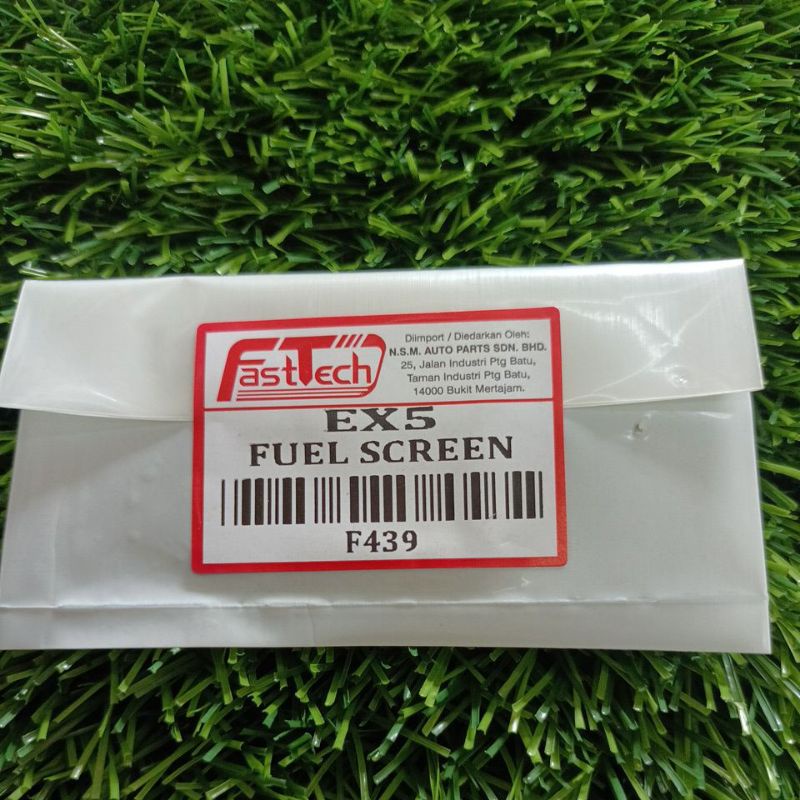 FastTech
Diimport / Diedarkan Oleh:
N.S.M. AUTO PARTS SDN. BHD.
25, Jalan Industri Ptg Batu,
Taman Industri Ptg Batu,
14000 Bukit Mertajam.
EX5
FUEL SCREEN
F439